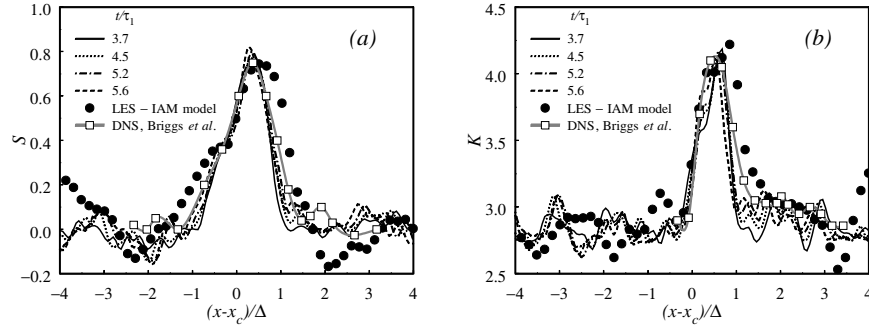 t/τ1
3.7
4.5
5.2
5.6
LES – IAM model
DNS, Briggs et al.
(a)
S
1.0
0.8
0.6
0.4
0.2
0.0
−0.2
−4 −3 −2 −1 0 1 2 3 4
(x-xc)/Δ
t/τ1
3.7
4.5
5.2
5.6
LES – IAM model
DNS, Briggs et al.
(b)
K
4.5
4.0
3.5
3.0
2.5
−4 −3 −2 −1 0 1 2 3 4
(x-xc)/Δ